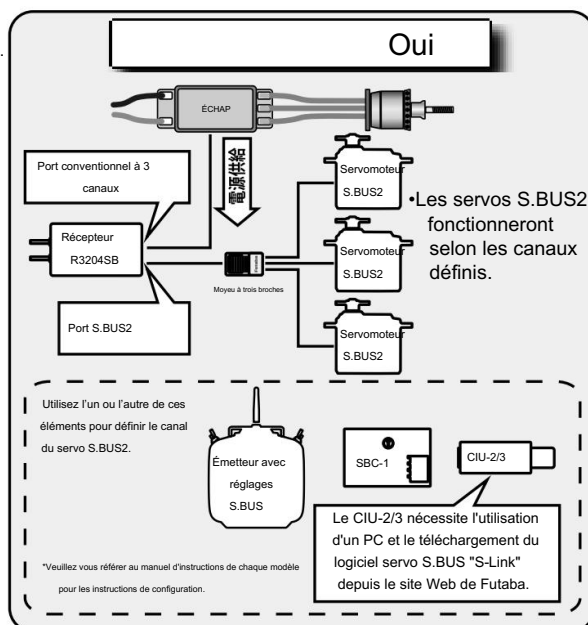 Oui
ÉCHAP
電源供給
Port conventionnel à 3
canaux
Récepteur
R3204SB
Port S.BUS2
Moyeu à trois broches
Servomoteur
S.BUS2
Servomoteur
S.BUS2
Servomoteur
S.BUS2
•Les servos S.BUS2
fonctionneront
selon les canaux
définis.
Utilisez l'un ou l'autre de ces
éléments pour définir le canal
du servo S.BUS2.
Émetteur avec
réglages
S.BUS
SBC-1
CIU-2/3
Le CIU-2/3 nécessite l'utilisation
d'un PC et le téléchargement du
logiciel servo S.BUS "S-Link"
depuis le site Web de Futaba.
*Veuillez vous référer au manuel d'instructions de chaque modèle
pour les instructions de configuration.